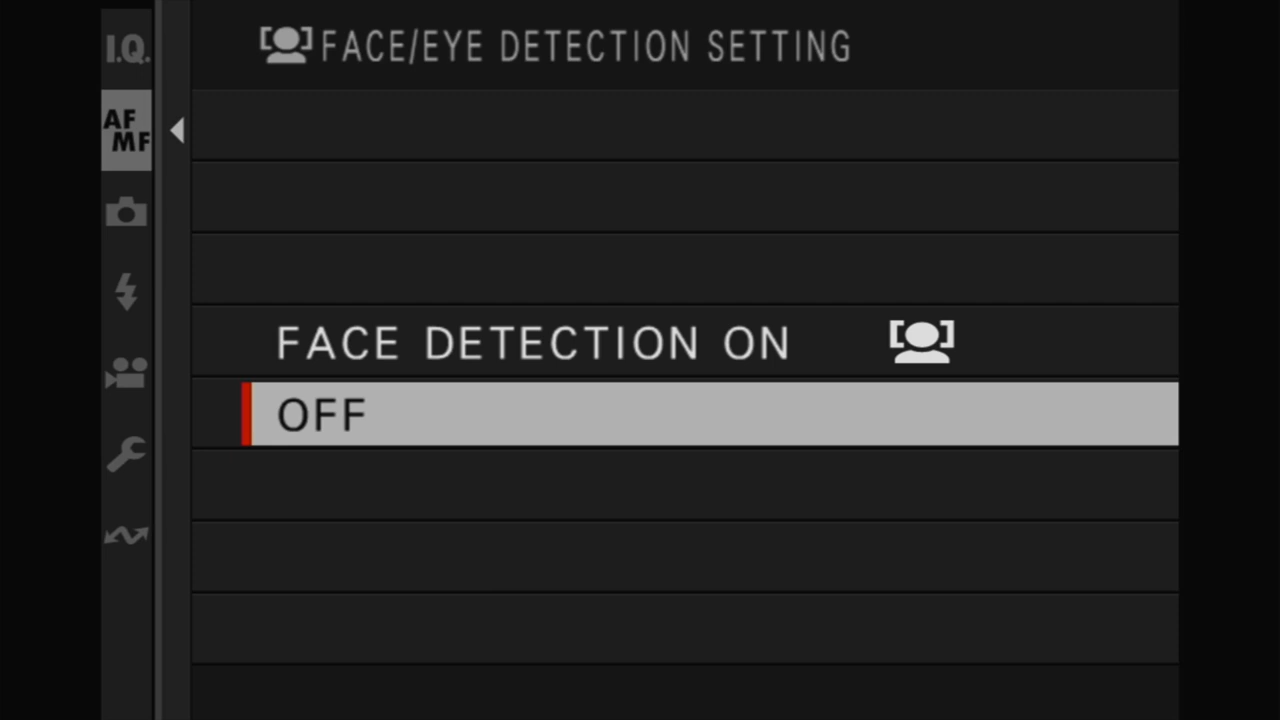 I.Q.
FACE/EYE DETECTION SETTING
AF
MF
FACE DETECTION ON
OFF